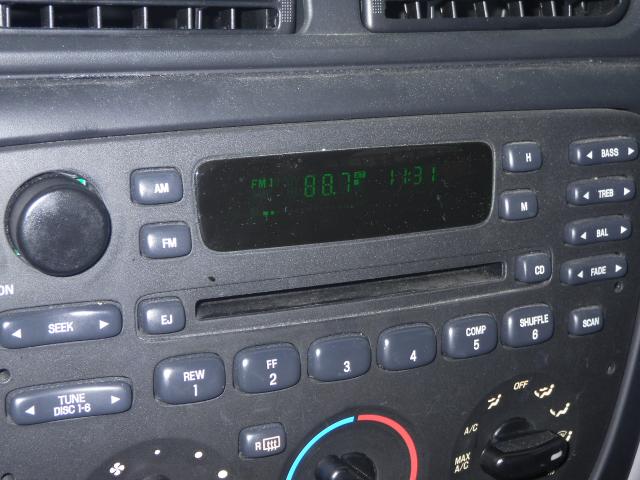 AM
FM1 88.7 11:31
H
BASS
M
TREB
FM
BAL
ON
EJ
CD
FADE
SEEK
REW
1
FF
2
3
4
COMP
5
SHUFFLE
6
SCAN
TUNE
DISC 1-6
R
OFF
A/C
MAX
A/C